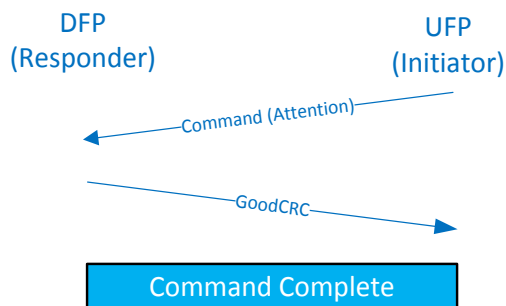 DFP
(Responder)
UFP
(Initiator)
Command (Attention)
GoodCRC
Command Complete